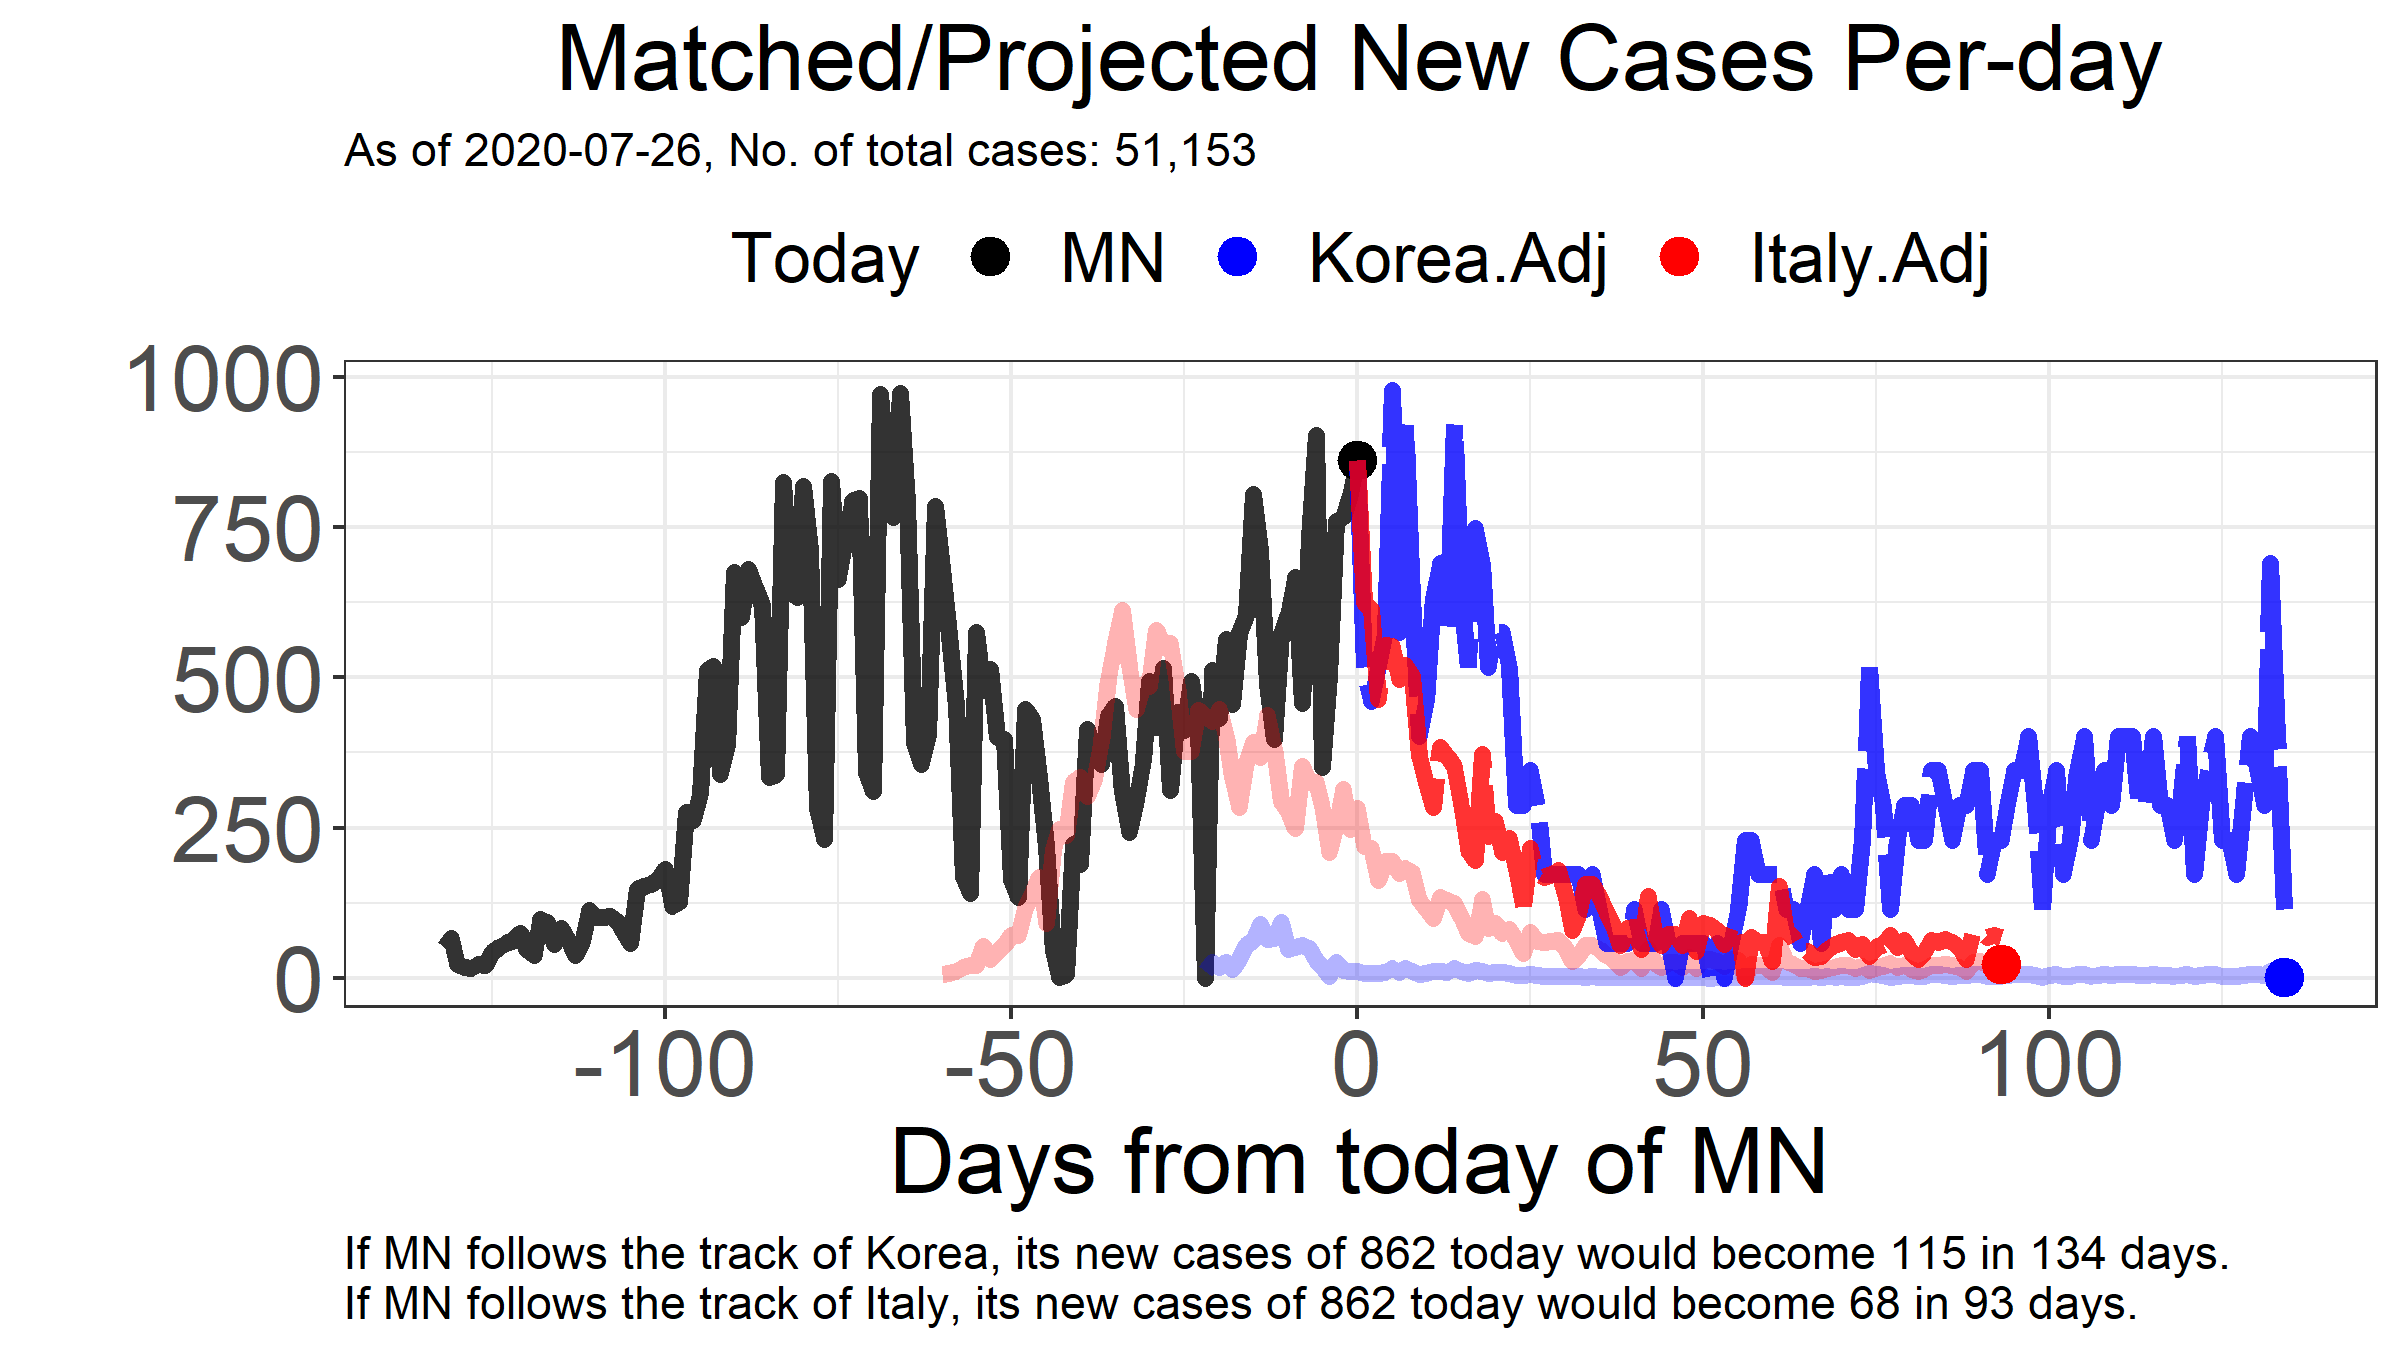 Matched/Projected New Cases Per-day
As of 2020-07-26, No. of total cases: 51,153
Today MN Korea.Adj Italy.Adj
1000
750
500
250
0
-100 -50 0 50 100
Days from today of MN
If MN follows the track of Korea, its new cases of 862 today would become 115 in 134 days.
If MN follows the track of Italy, its new cases of 862 today would become 68 in 93 days.